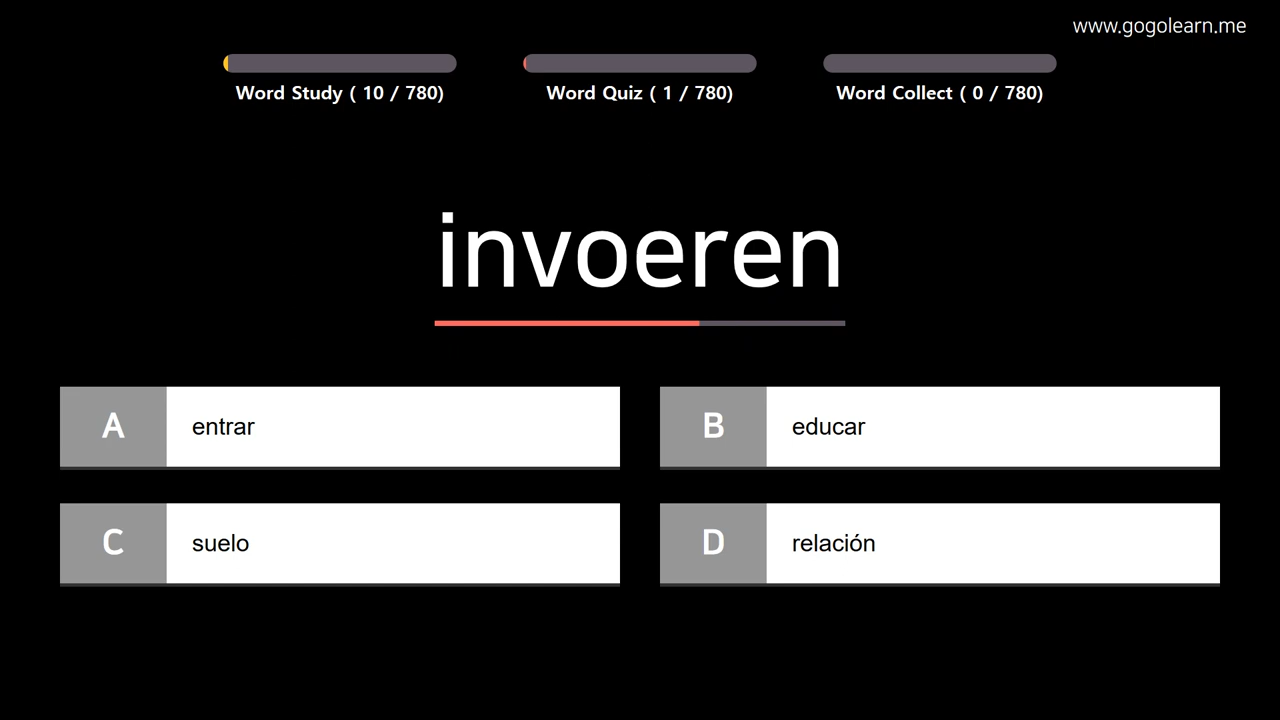 www.gogolearn.me
Word Study ( 10 / 780)
Word Quiz ( 1 / 780)
Word Collect ( 0 / 780)
invoeren
A entrar
B educar
C suelo
D relación